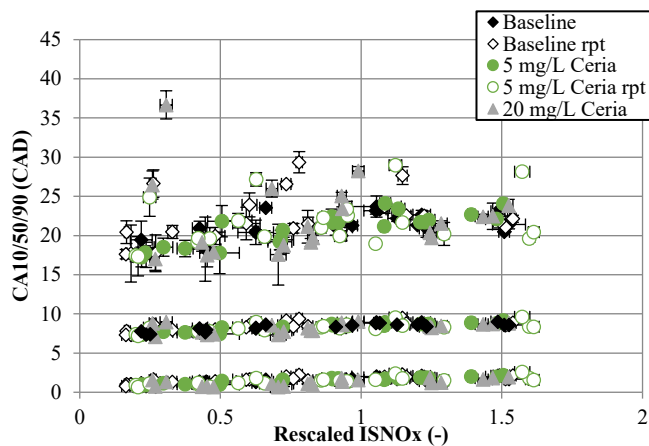 Baseline
Baseline rpt
5 mg/L Ceria
5 mg/L Ceria rpt
20 mg/L Ceria
CA10/50/90 (CAD)
45
40
35
30
25
20
15
10
5
0
0 0.5 1 1.5 2
Rescaled ISNOx (-)